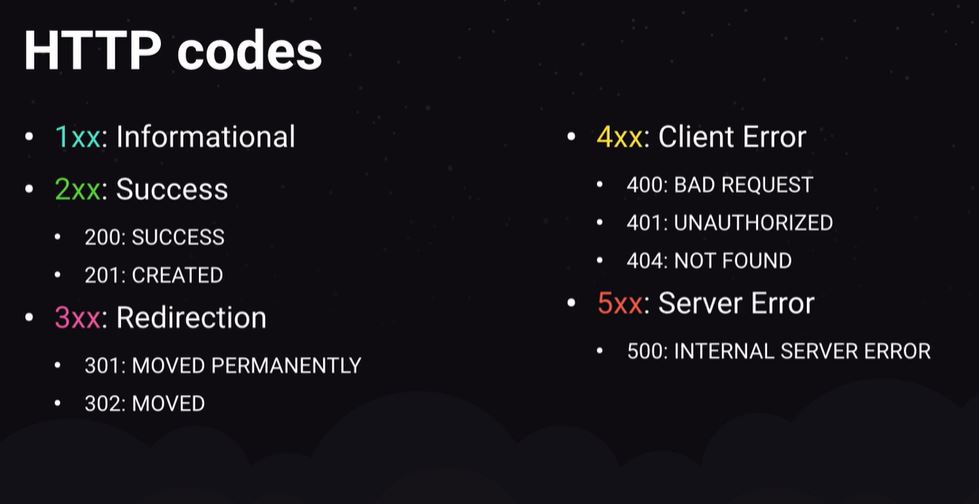 HTTP codes
• 1xx: Informational
• 2xx: Success
• 200: SUCCESS
• 201: CREATED
• 3xx: Redirection
• 301: MOVED PERMANENTLY
• 302: MOVED
• 4xx: Client Error
• 400: BAD REQUEST
• 401: UNAUTHORIZED
• 404: NOT FOUND
• 5xx: Server Error
• 500: INTERNAL SERVER ERROR